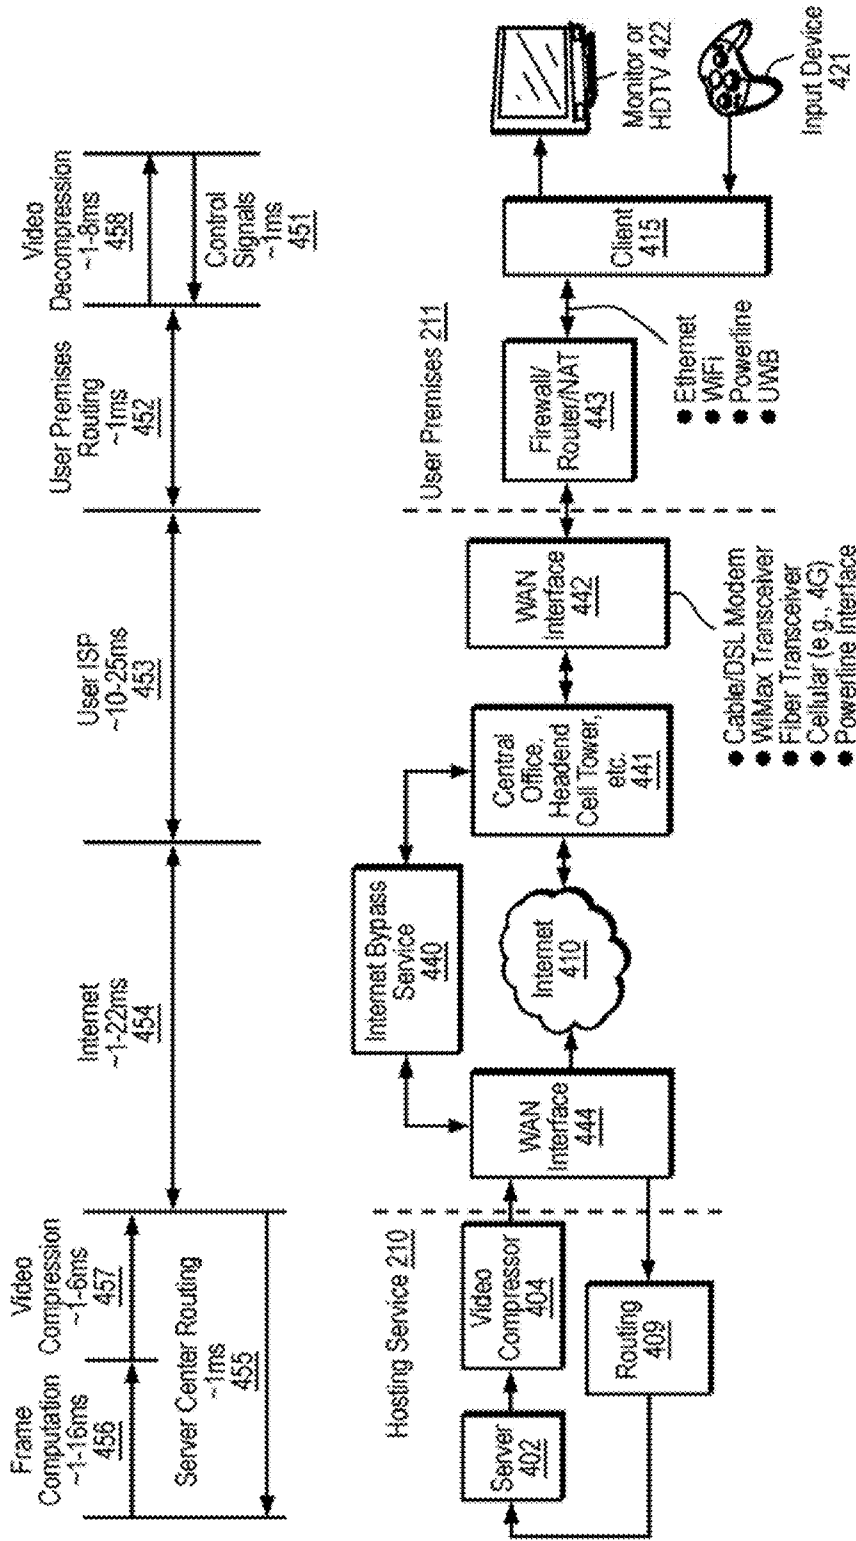 Frame
Computation
~1-16ms
456
Video
Compression
~1-6ms
457
Server Center Routing
~1ms
455
Internet
~1-22ms
454
User ISP
~10-25ms
453
User Premises
Routing
~1ms
452
Video
Decompression
~1-8ms
458
Control
Signals
~1ms
451
Hosting Service 210
Server
402
Video
Compressor
404
Routing
409
WAN
Interface
444
Internet Bypass
Service
440
Internet
410
Central
Office,
Headend
Cell Tower,
etc.
441
WAN
Interface
442
● Cable/DSL Modem
● WiMax Transceiver
● Fiber Transceiver
● Cellular (e.g., 4G)
● Powerline Interface
User Premises 211
Firewall/
Router/NAT
443
● Ethernet
● WiFi
● Powerline
● UWB
Client
415
Monitor or
HDTV 422
Input Device
421